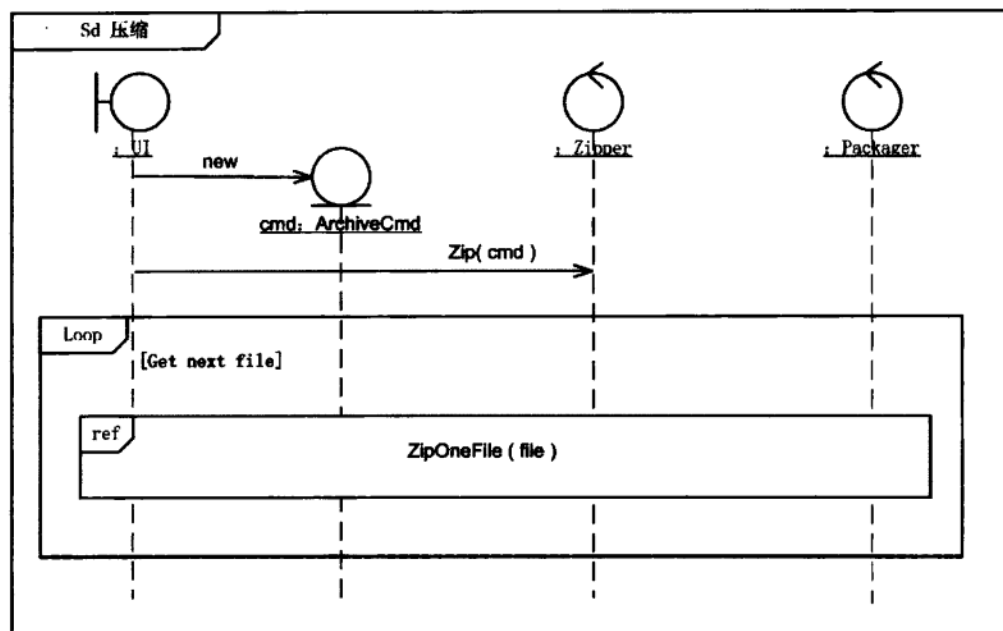 Sd 压缩
: UI
: Zipper
: Packager
new
cmd: ArchiveCmd
Zip( cmd )
Loop
[Get next file]
ref
ZipOneFile ( file )